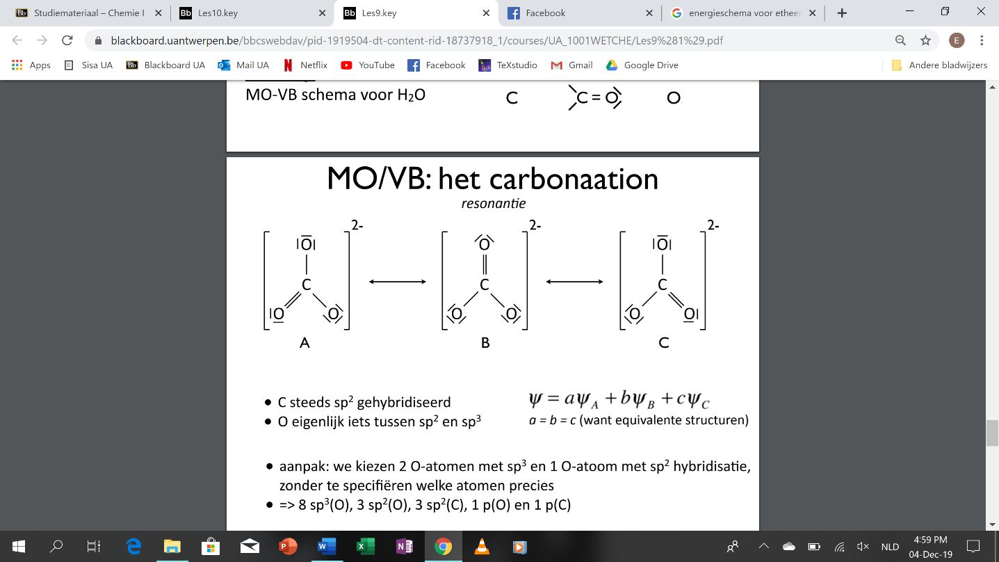 Studiemateriaal – Chemie I
Les10.key
Les9.key
Facebook
energieschema voor etheen
blackboard.uantwerpen.be/bbcswebdav/pid-1919504-dt-content-rid-18737918_1/courses/UA_1001WETCHE/Les9%281%29.pdf
E
Apps Sisa UA Blackboard UA Mail UA Netflix YouTube Facebook TeXstudio Gmail Google Drive Andere bladwijzers
MO-VB schema voor H₂O
C C = O O
MO/VB: het carbonaation
resonantie
2- 2- 2-
O O O
C C C
O O O O O O
A B C
• C steeds sp² gehybridiseerd
• O eigenlijk iets tussen sp² en sp³
ψ = aψ_A + bψ_B + cψ_C
a = b = c (want equivalente structuren)
• aanpak: we kiezen 2 O-atomen met sp³ en 1 O-atoom met sp² hybridisatie,
zonder te specifiëren welke atomen precies
• => 8 sp³(O), 3 sp²(O), 3 sp²(C), 1 p(O) en 1 p(C)
NLD
4:59 PM
04-Dec-19